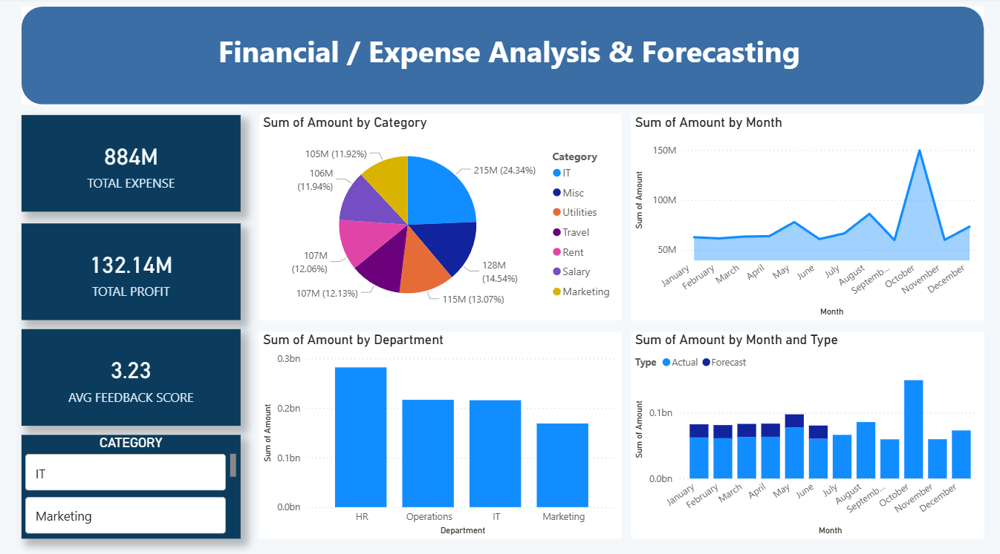 Financial / Expense Analysis & Forecasting
884M
TOTAL EXPENSE
132.14M
TOTAL PROFIT
3.23
AVG FEEDBACK SCORE
CATEGORY
IT
Marketing
Sum of Amount by Category
105M (11.92%)
106M
(11.94%)
107M
(12.06%)
107M (12.13%)
215M (24.34%)
128M
(14.54%)
115M (13.07%)
Category
IT
Misc
Utilities
Travel
Rent
Salary
Marketing
Sum of Amount by Month
Sum of Amount
150M
100M
50M
January
February
March
April
May
June
July
August
Septemb...
October
November
December
Month
Sum of Amount by Department
Sum of Amount
0.3bn
0.2bn
0.1bn
0.0bn
HR
Operations
IT
Marketing
Department
Sum of Amount by Month and Type
Type Actual Forecast
Sum of Amount
0.1bn
0.0bn
January
February
March
April
May
June
July
August
Septemb...
October
November
December
Month